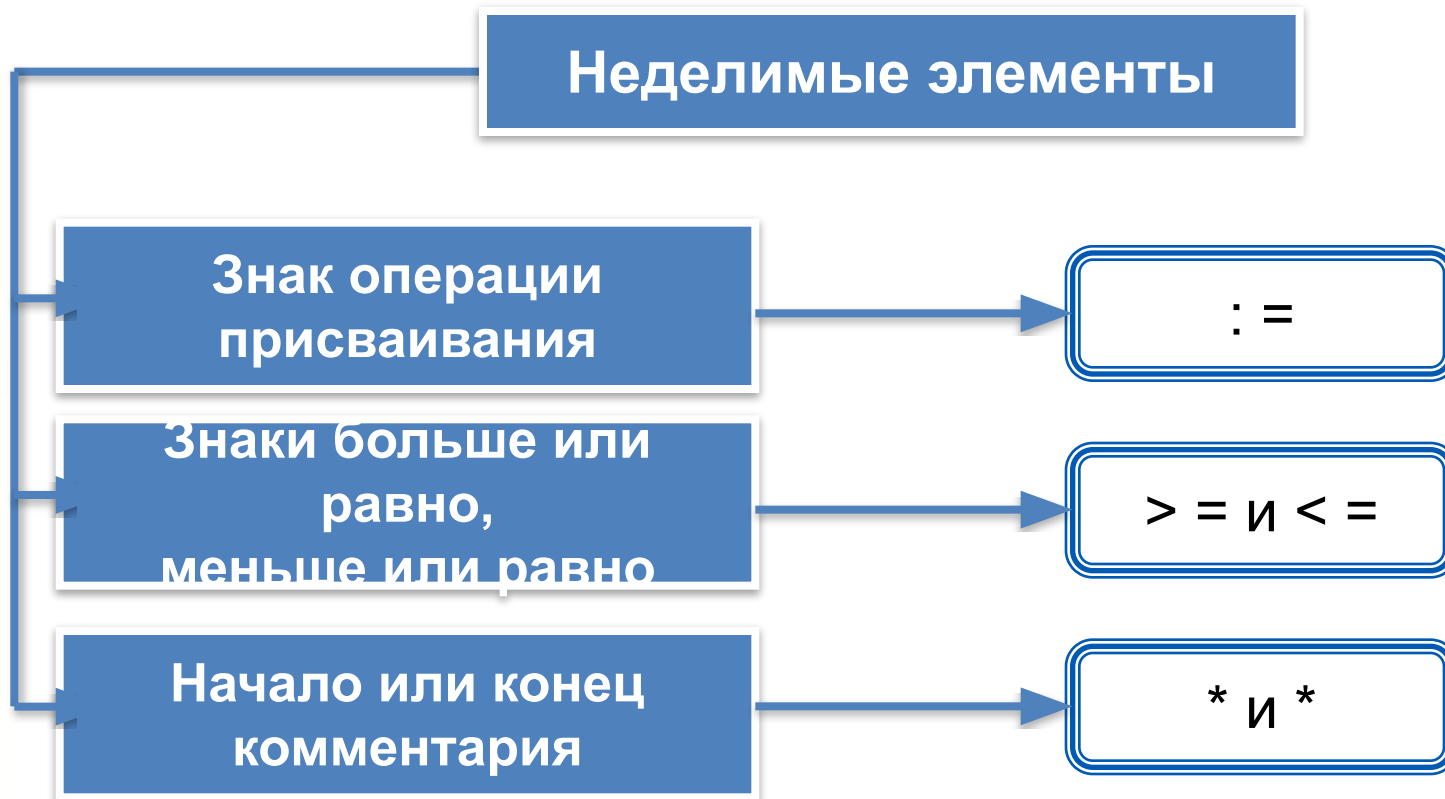 Неделимые элементы
Знак операции
присваивания
: =
Знаки больше или
равно,
меньше или равно
> = и < =
Начало или конец
комментария
* и *